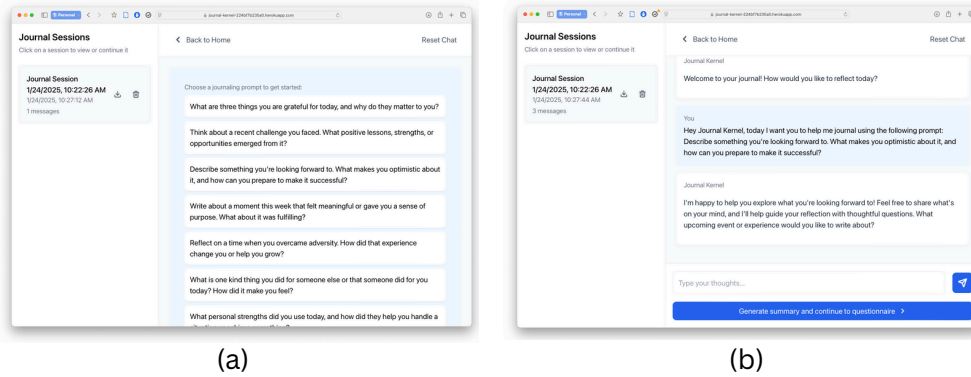 Personal
journal-kernel-2246f7b236a0.herokuapp.com
Journal Sessions
Click on a session to view or continue it
Journal Session
1/24/2025, 10:22:26 AM
1/24/2025, 10:27:12 AM
1 messages
Back to Home
Reset Chat
Choose a journaling prompt to get started:
What are three things you are grateful for today, and why do they matter to you?
Think about a recent challenge you faced. What positive lessons, strengths, or
opportunities emerged from it?
Describe something you're looking forward to. What makes you optimistic about
it, and how can you prepare to make it successful?
Write about a moment this week that felt meaningful or gave you a sense of
purpose. What about it was fulfilling?
Reflect on a time when you overcame adversity. How did that experience
change you or help you grow?
What is one kind thing you did for someone else or that someone did for you
today? How did it make you feel?
What personal strengths did you use today, and how did they help you handle a
(a)
Personal
journal-kernel-2246f7b236a0.herokuapp.com
Journal Sessions
Click on a session to view or continue it
Journal Session
1/24/2025, 10:22:26 AM
1/24/2025, 10:27:44 AM
3 messages
Back to Home
Reset Chat
Journal Kernel
Welcome to your journal! How would you like to reflect today?
You
Hey Journal Kernel, today I want you to help me journal using the following prompt:
Describe something you're looking forward to. What makes you optimistic about it, and
how can you prepare to make it successful?
Journal Kernel
I'm happy to help you explore what you're looking forward to! Feel free to share what's
on your mind, and I'll help guide your reflection with thoughtful questions. What
upcoming event or experience would you like to write about?
Type your thoughts...
Generate summary and continue to questionnaire
(b)